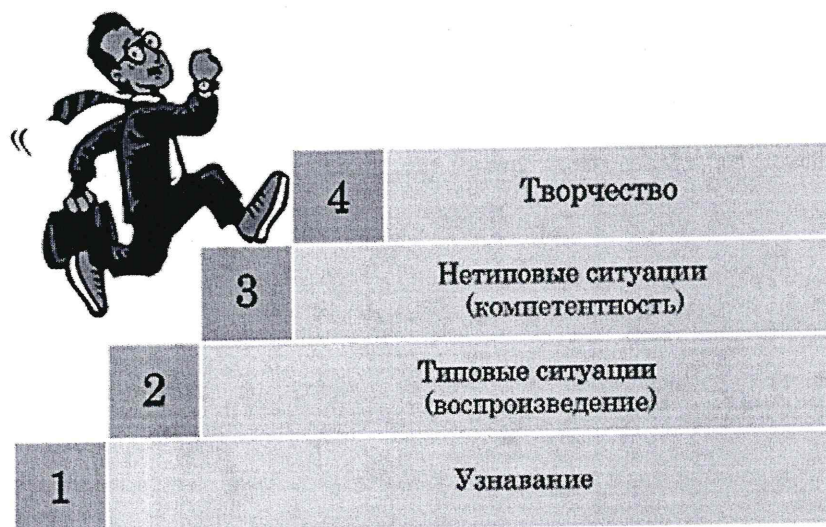 4
Творчество
3
Нетиповые ситуации
(компетентность)
2
Типовые ситуации
(воспроизведение)
1
Узнавание